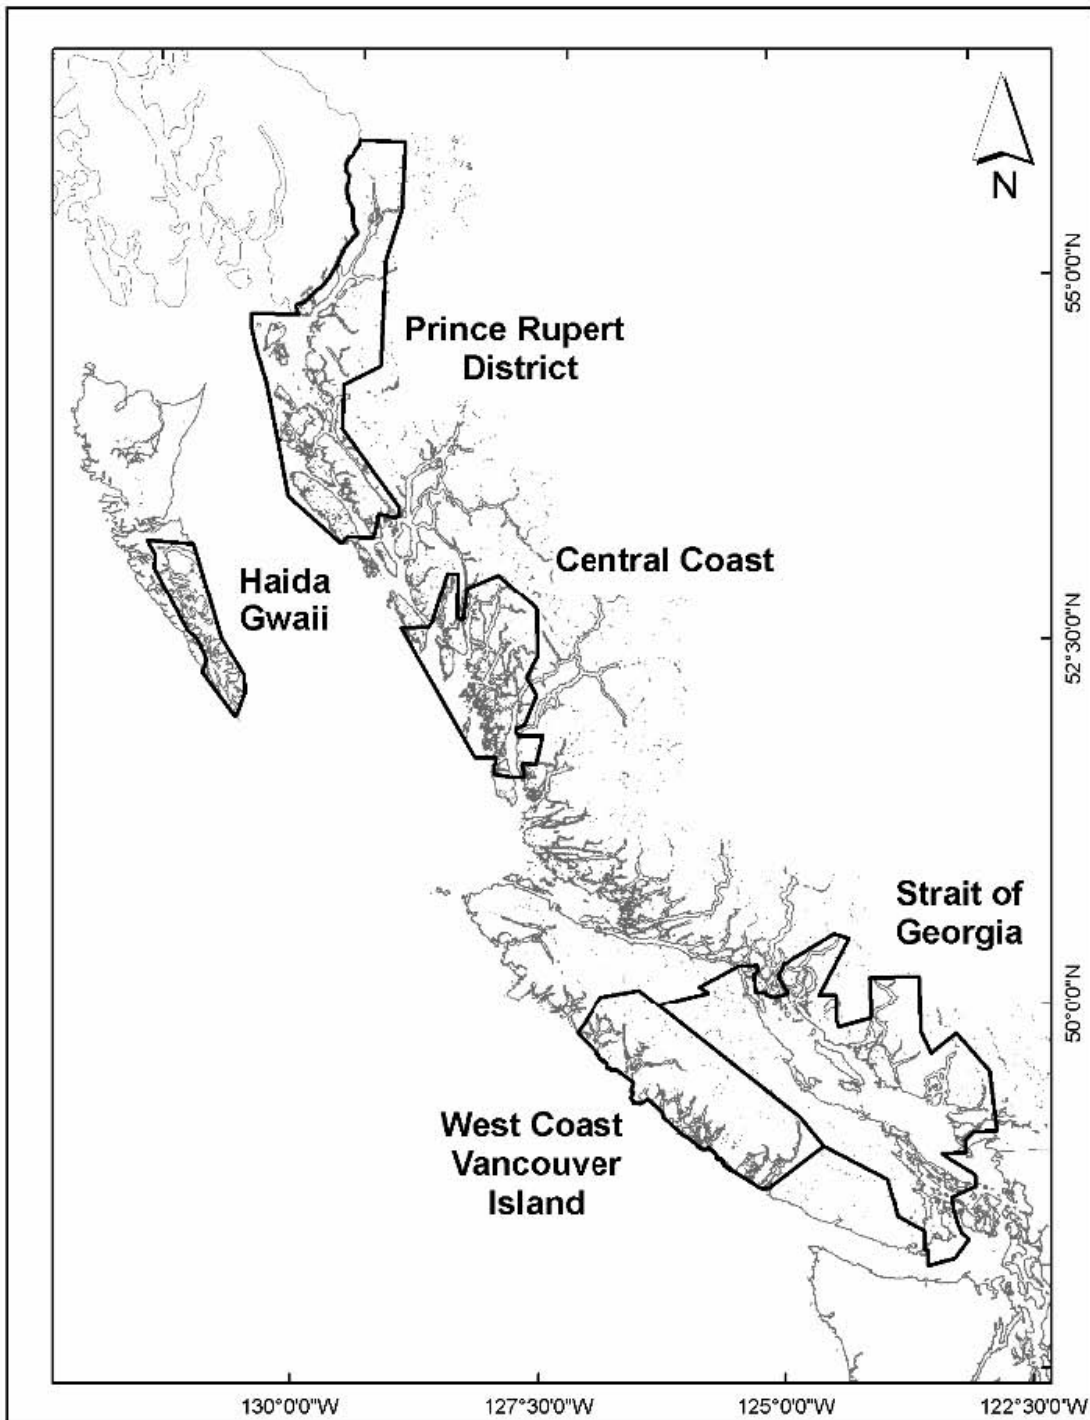 N
55°0'0"N
Prince Rupert
District
Central Coast
Haida
Gwaii
52°30'0"N
Strait of
Georgia
50°0'0"N
West Coast
Vancouver
Island
130°0'0"W
127°30'0"W
125°0'0"W
122°30'0"W